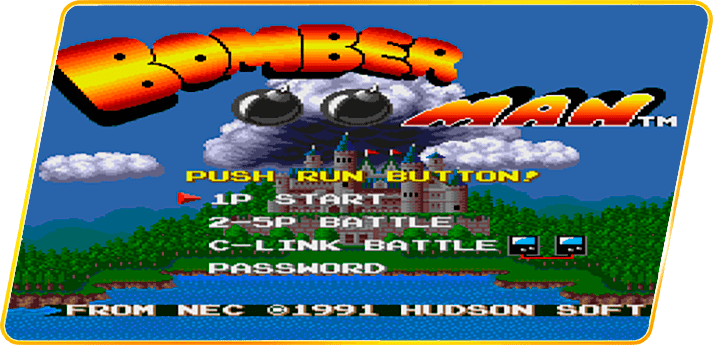 BOMBER
MAN™
PUSH RUN BUTTON!
1P START
2-5P BATTLE
C-LINK BATTLE
PASSWORD
FROM NEC ©1991 HUDSON SOFT